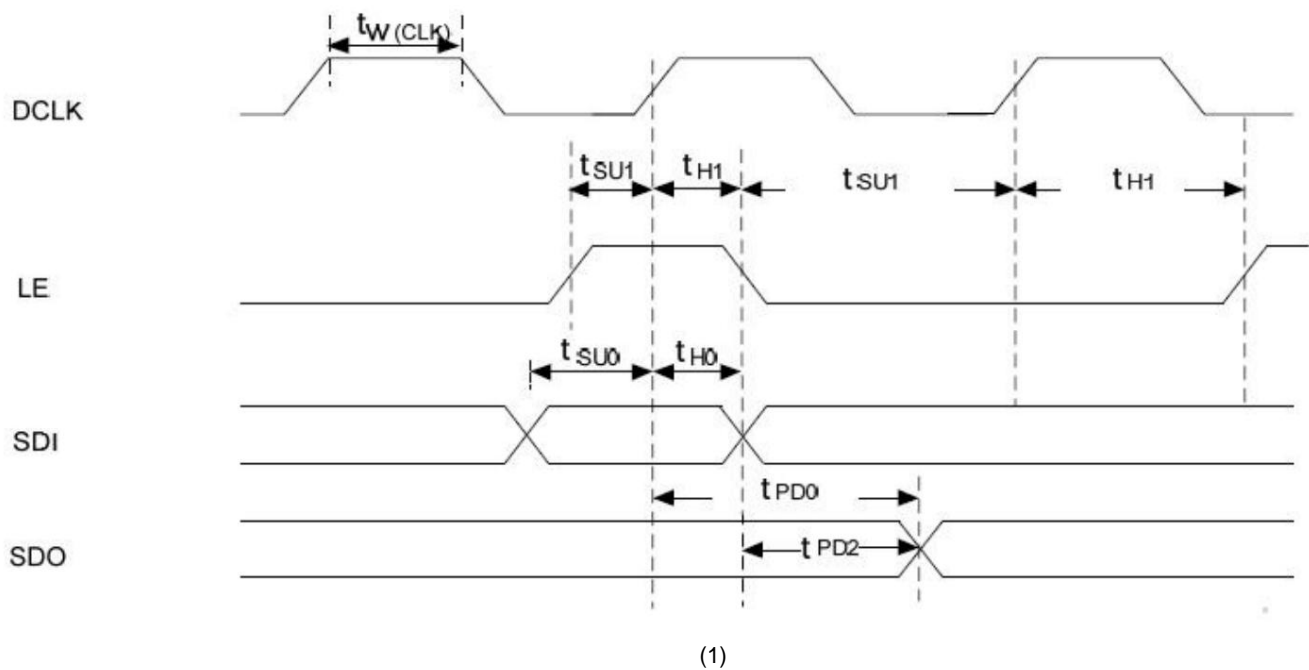 tW(CLK)
DCLK
tSU1 tH1 tSU1 tH1
LE
tSU0 tH0
SDI
tPD0
SDO
tPD2
(1)